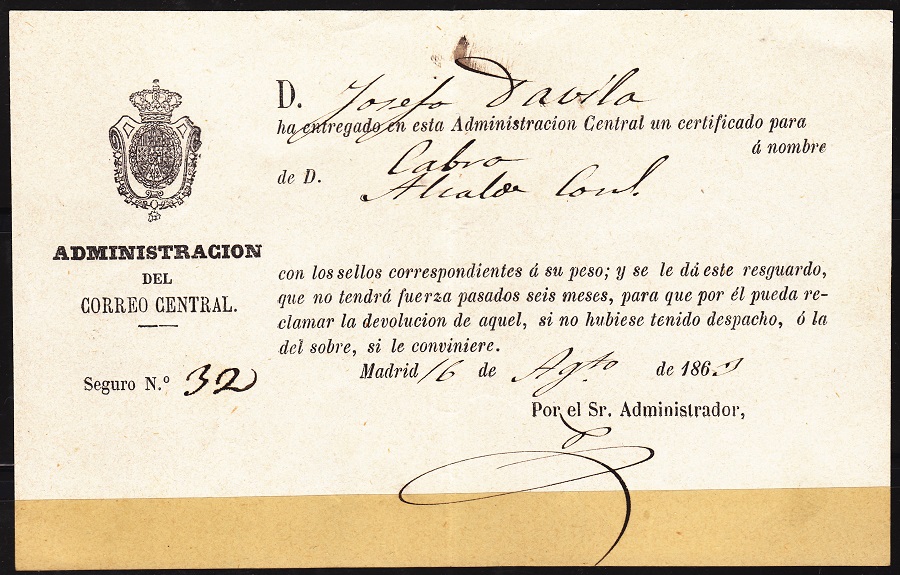 ADMINISTRACION
DEL
CORREO CENTRAL.
Seguro N.º 32
D. Josefo Davila
ha entregado en esta Administracion Central un certificado para
Cabra á nombre
de D. Alcalde Conl.
con los sellos correspondientes á su peso; y se le dá este resguardo,
que no tendrá fuerza pasados seis meses, para que por él pueda re-
clamar la devolucion de aquel, si no hubiese tenido despacho, ó la
del sobre, si le conviniere.
Madrid 16 de Agto de 1863
Por el Sr. Administrador,